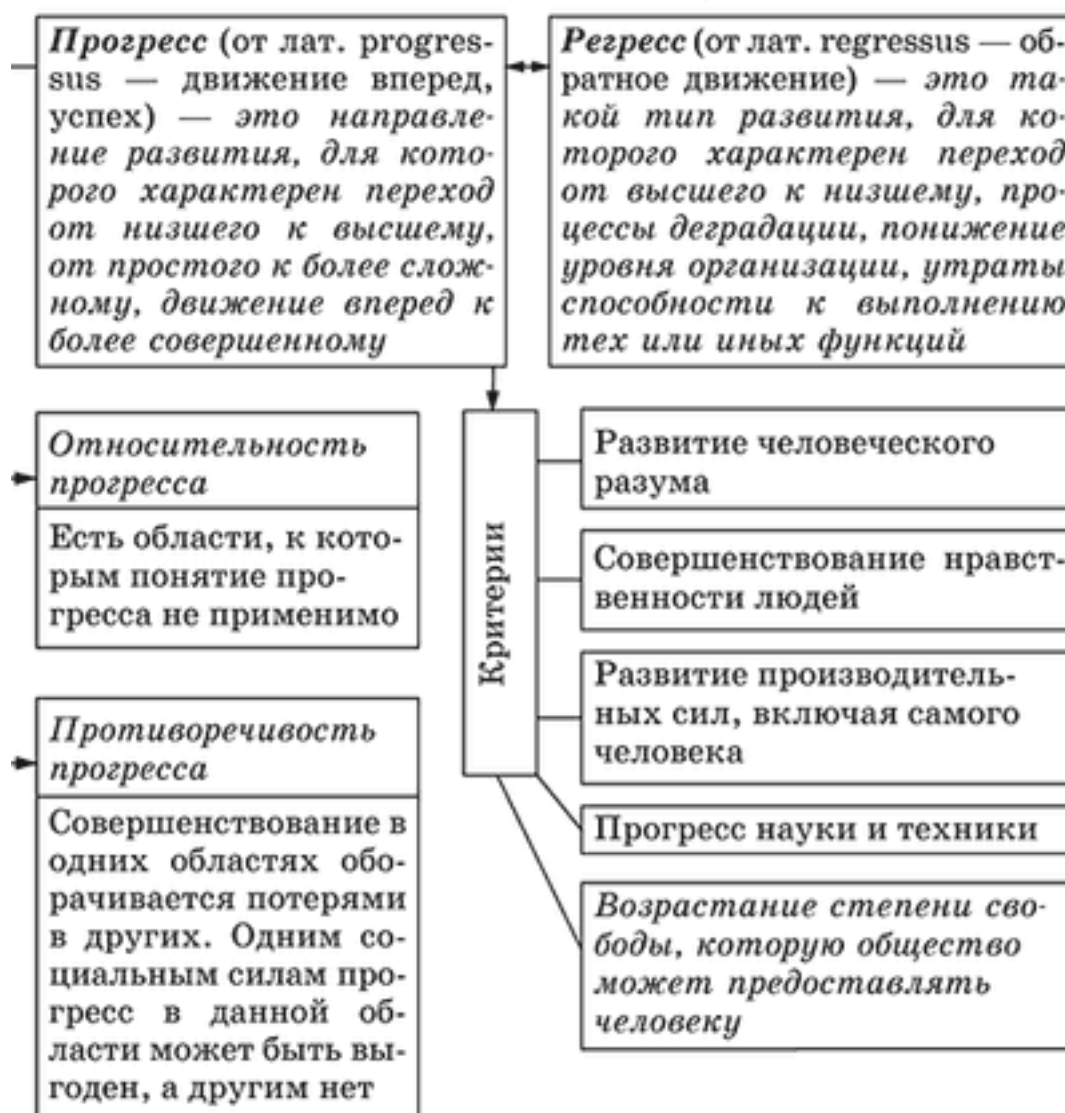 Прогресс (от лат. progres-
sus — движение вперед,
успех) — это направле-
ние развития, для кото-
рого характерен переход
от низшего к высшему,
от простого к более слож-
ному, движение вперед к
более совершенному
Регресс (от лат. regressus — об-
ратное движение) — это та-
кой тип развития, для ко-
торого характерен переход
от высшего к низшему, про-
цессы деградации, понижение
уровня организации, утраты
способности к выполнению
тех или иных функций
Относительность
прогресса
Есть области, к кото-
рым понятие про-
гресса не применимо
Противоречивость
прогресса
Совершенствование в
одних областях обо-
рачивается потерями
в других. Одним со-
циальным силам про-
гресс в данной об-
ласти может быть вы-
годен, а другим нет
Критерии
Развитие человеческого
разума
Совершенствование нравст-
венности людей
Развитие производитель-
ных сил, включая самого
человека
Прогресс науки и техники
Возрастание степени сво-
боды, которую общество
может предоставлять
человеку